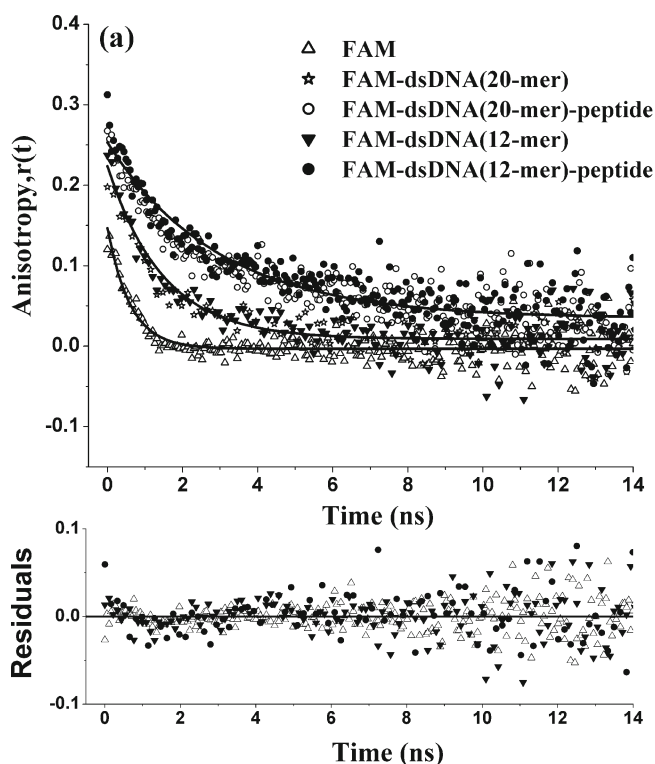 (a)
FAM
FAM-dsDNA(20-mer)
FAM-dsDNA(20-mer)-peptide
FAM-dsDNA(12-mer)
FAM-dsDNA(12-mer)-peptide
Anisotropy,r(t)
0.4
0.3
0.2
0.1
0.0
-0.1
0 2 4 6 8 10 12 14
Time (ns)
Residuals
0.1
0.0
-0.1
0 2 4 6 8 10 12 14
Time (ns)